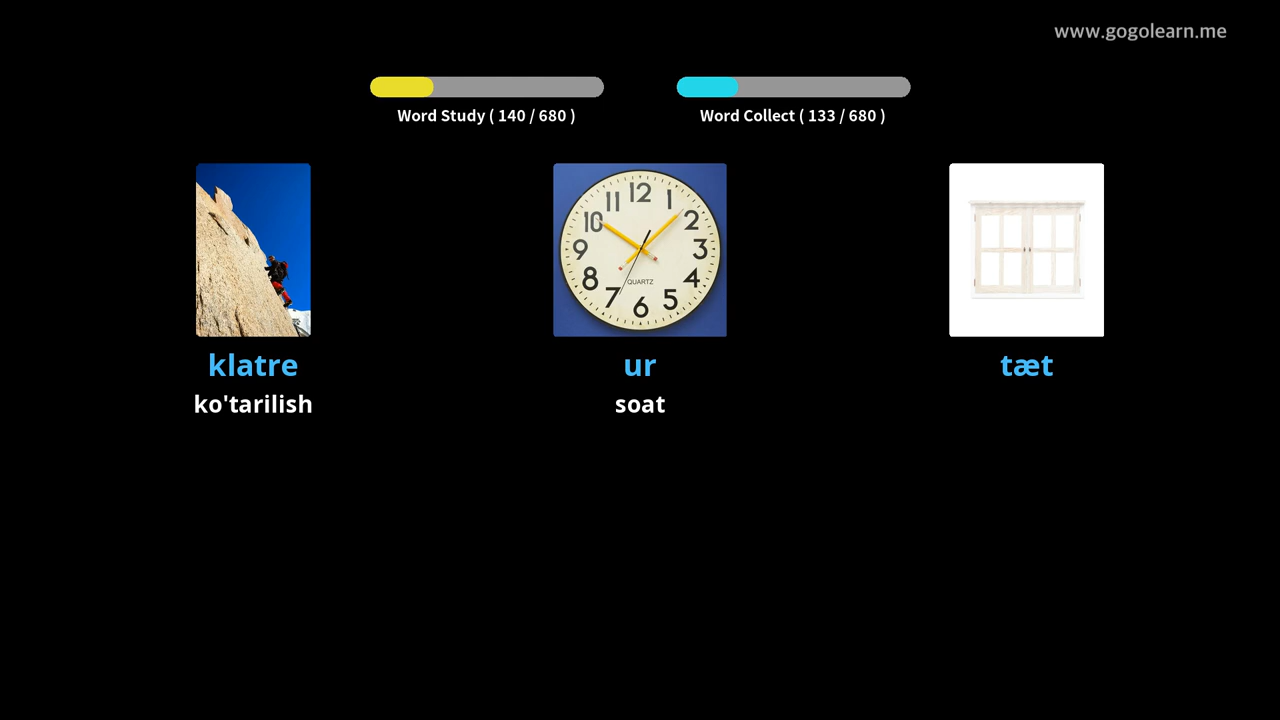 www.gogolearn.me
Word Study ( 140 / 680 )
Word Collect ( 133 / 680 )
12
11
1
10
2
9
3
8
4
QUARTZ
7
5
6
klatre
ur
tæt
ko'tarilish
soat